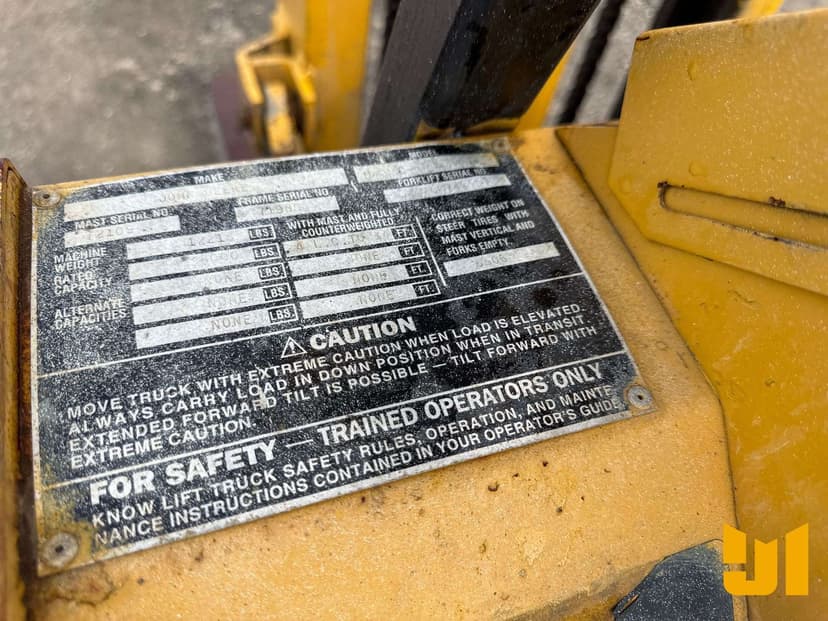 MAKE
MODEL
MAST SERIAL NO
FRAME SERIAL NO
FORKLIFT SERIAL NO
MACHINE WEIGHT LBS.
WITH MAST AND FULLY COUNTERWEIGHTED FT.
CORRECT WEIGHT ON STEER TIRES WITH MAST VERTICAL AND FORKS EMPTY.
RATED CAPACITY LBS. NONE FT.
ALTERNATE CAPACITIES NONE LBS. NONE FT.
NONE LBS. NONE FT.
NONE LBS.
CAUTION
MOVE TRUCK WITH EXTREME CAUTION WHEN LOAD IS ELEVATED.
ALWAYS CARRY LOAD IN DOWN POSITION WHEN IN TRANSIT.
EXTENDED FORWARD TILT IS POSSIBLE — TILT FORWARD WITH
EXTREME CAUTION.
FOR SAFETY — TRAINED OPERATORS ONLY
KNOW LIFT TRUCK SAFETY RULES, OPERATION, AND MAINTE-
NANCE INSTRUCTIONS CONTAINED IN YOUR OPERATOR'S GUIDE